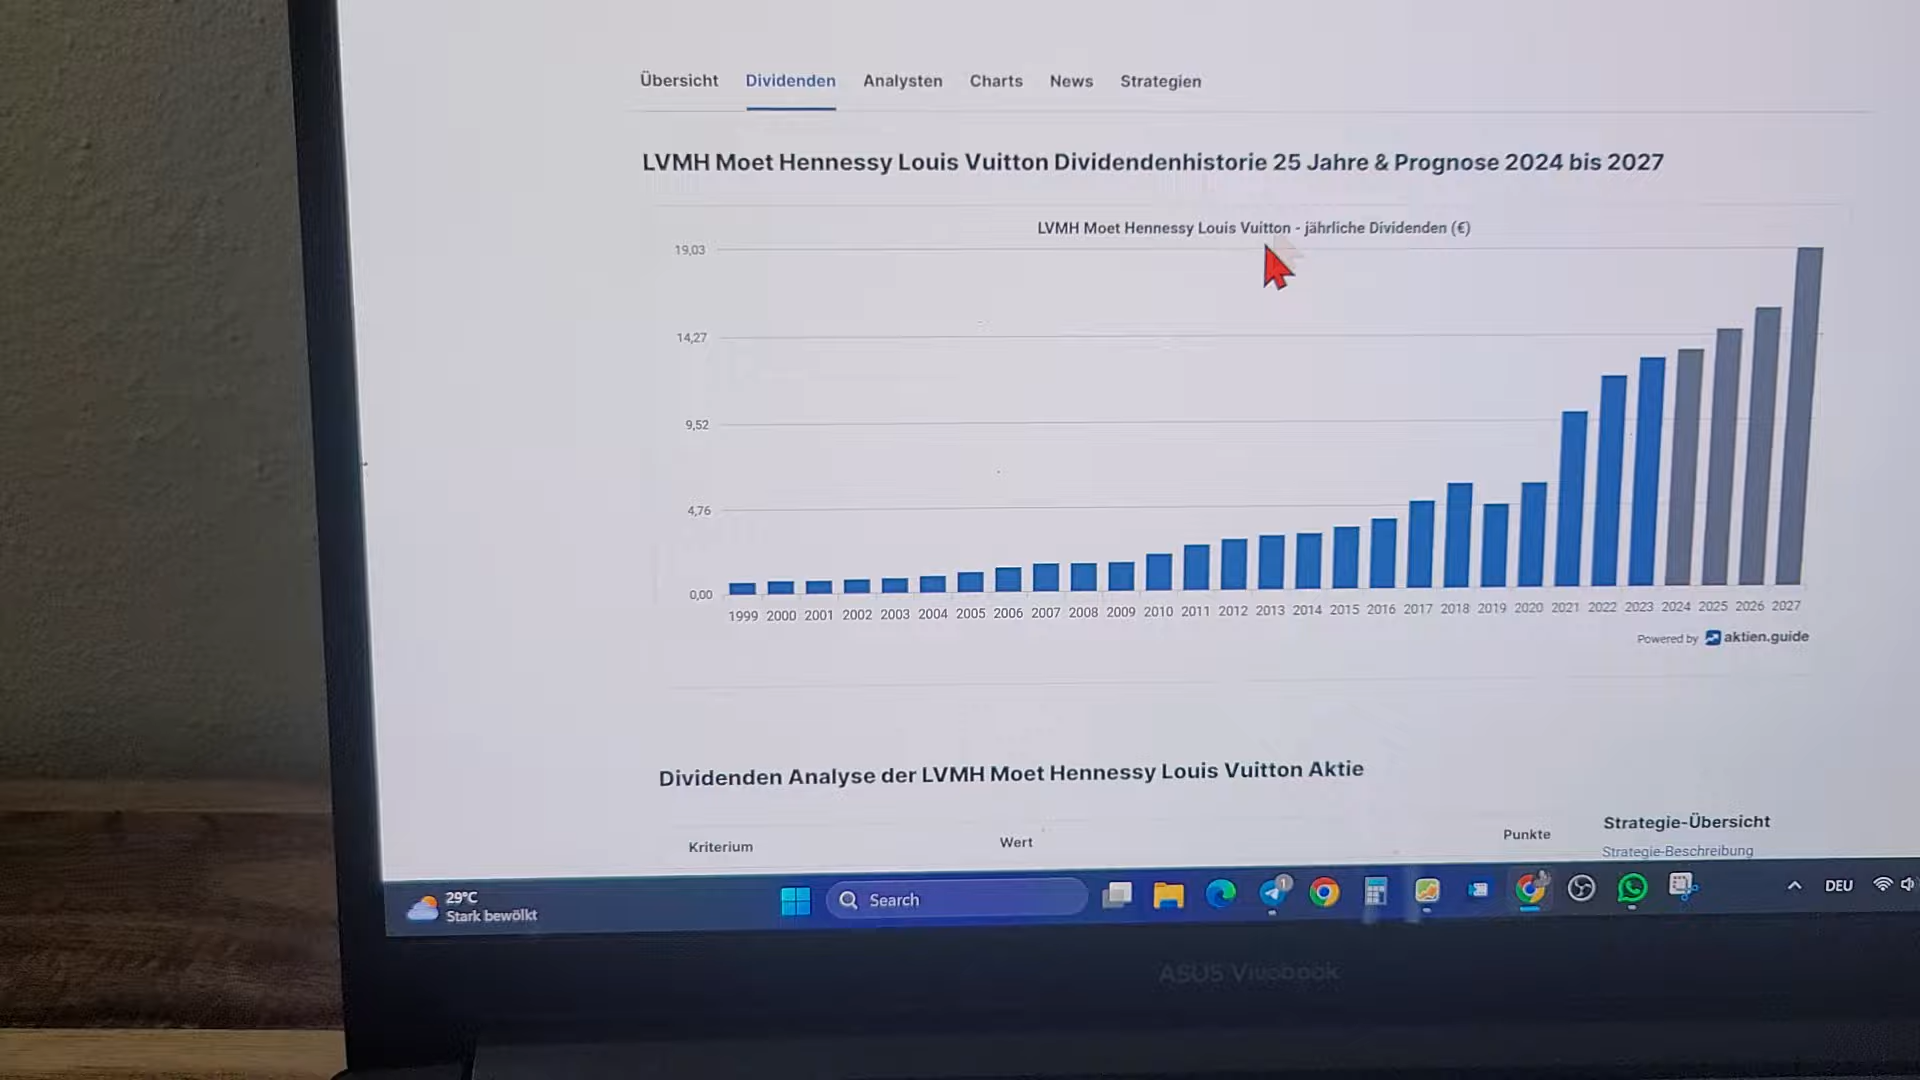 Übersicht Dividenden Analysten Charts News Strategien
LVMH Moet Hennessy Louis Vuitton Dividendenhistorie 25 Jahre & Prognose 2024 bis 2027
LVMH Moet Hennessy Louis Vuitton - jährliche Dividenden (€)
19,03
14,27
9,52
4,76
0,00
1999 2000 2001 2002 2003 2004 2005 2006 2007 2008 2009 2010 2011 2012 2013 2014 2015 2016 2017 2018 2019 2020 2021 2022 2023 2024 2025 2026 2027
Powered by aktien.guide
Dividenden Analyse der LVMH Moet Hennessy Louis Vuitton Aktie
Kriterium Wert Punkte
Strategie-Übersicht
Strategie-Beschreibung
29°C
Stark bewölkt
Search
1
DEU
ASUS Vivobook